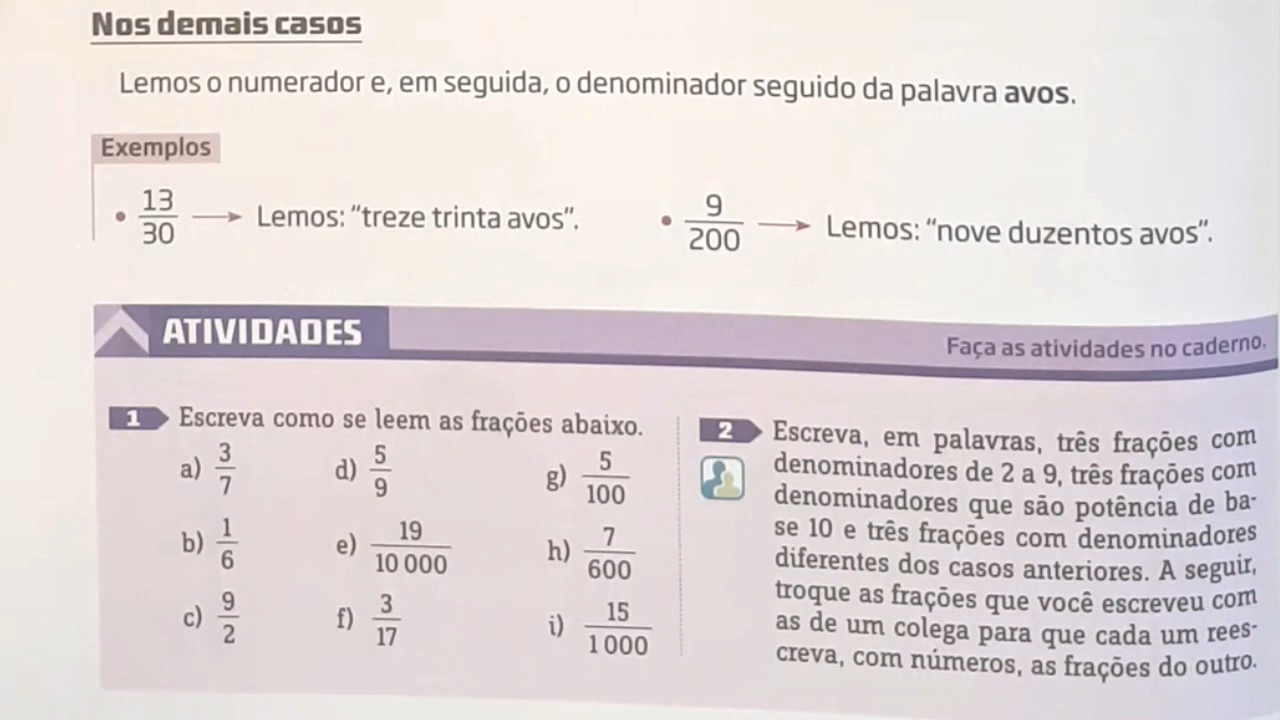 Nos demais casos
Lemos o numerador e, em seguida, o denominador seguido da palavra avos.
Exemplos
• 13/30 → Lemos: "treze trinta avos".
• 9/200 → Lemos: "nove duzentos avos".
ATIVIDADES
Faça as atividades no caderno.
1 Escreva como se leem as frações abaixo.
a) 3/7
b) 1/6
c) 9/2
d) 5/9
e) 19/10 000
f) 3/17
g) 5/100
h) 7/600
i) 15/1 000
2 Escreva, em palavras, três frações com
denominadores de 2 a 9, três frações com
denominadores que são potência de ba-
se 10 e três frações com denominadores
diferentes dos casos anteriores. A seguir,
troque as frações que você escreveu com
as de um colega para que cada um rees-
creva, com números, as frações do outro.